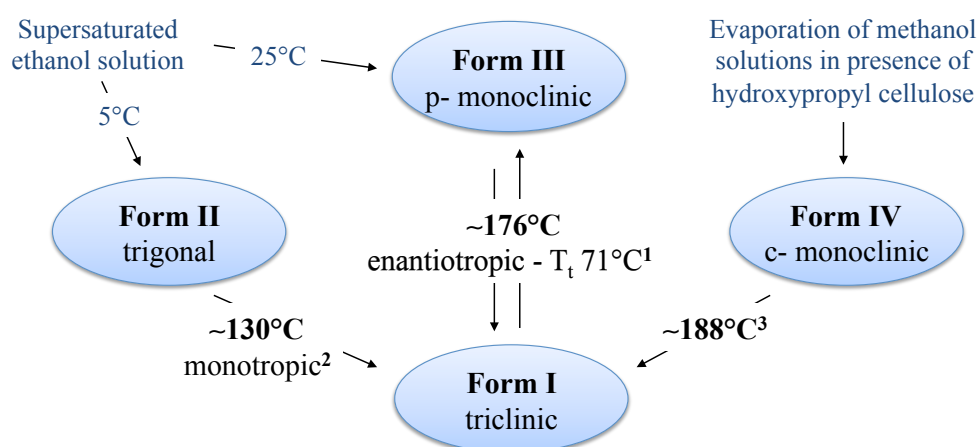 Supersaturated
ethanol solution
25°C
5°C
Form III
p- monoclinic
Evaporation of methanol
solutions in presence of
hydroxypropyl cellulose
Form II
trigonal
~176°C
enantiotropic - Tₜ 71°C¹
Form IV
c- monoclinic
~130°C
monotropic²
~188°C³
Form I
triclinic